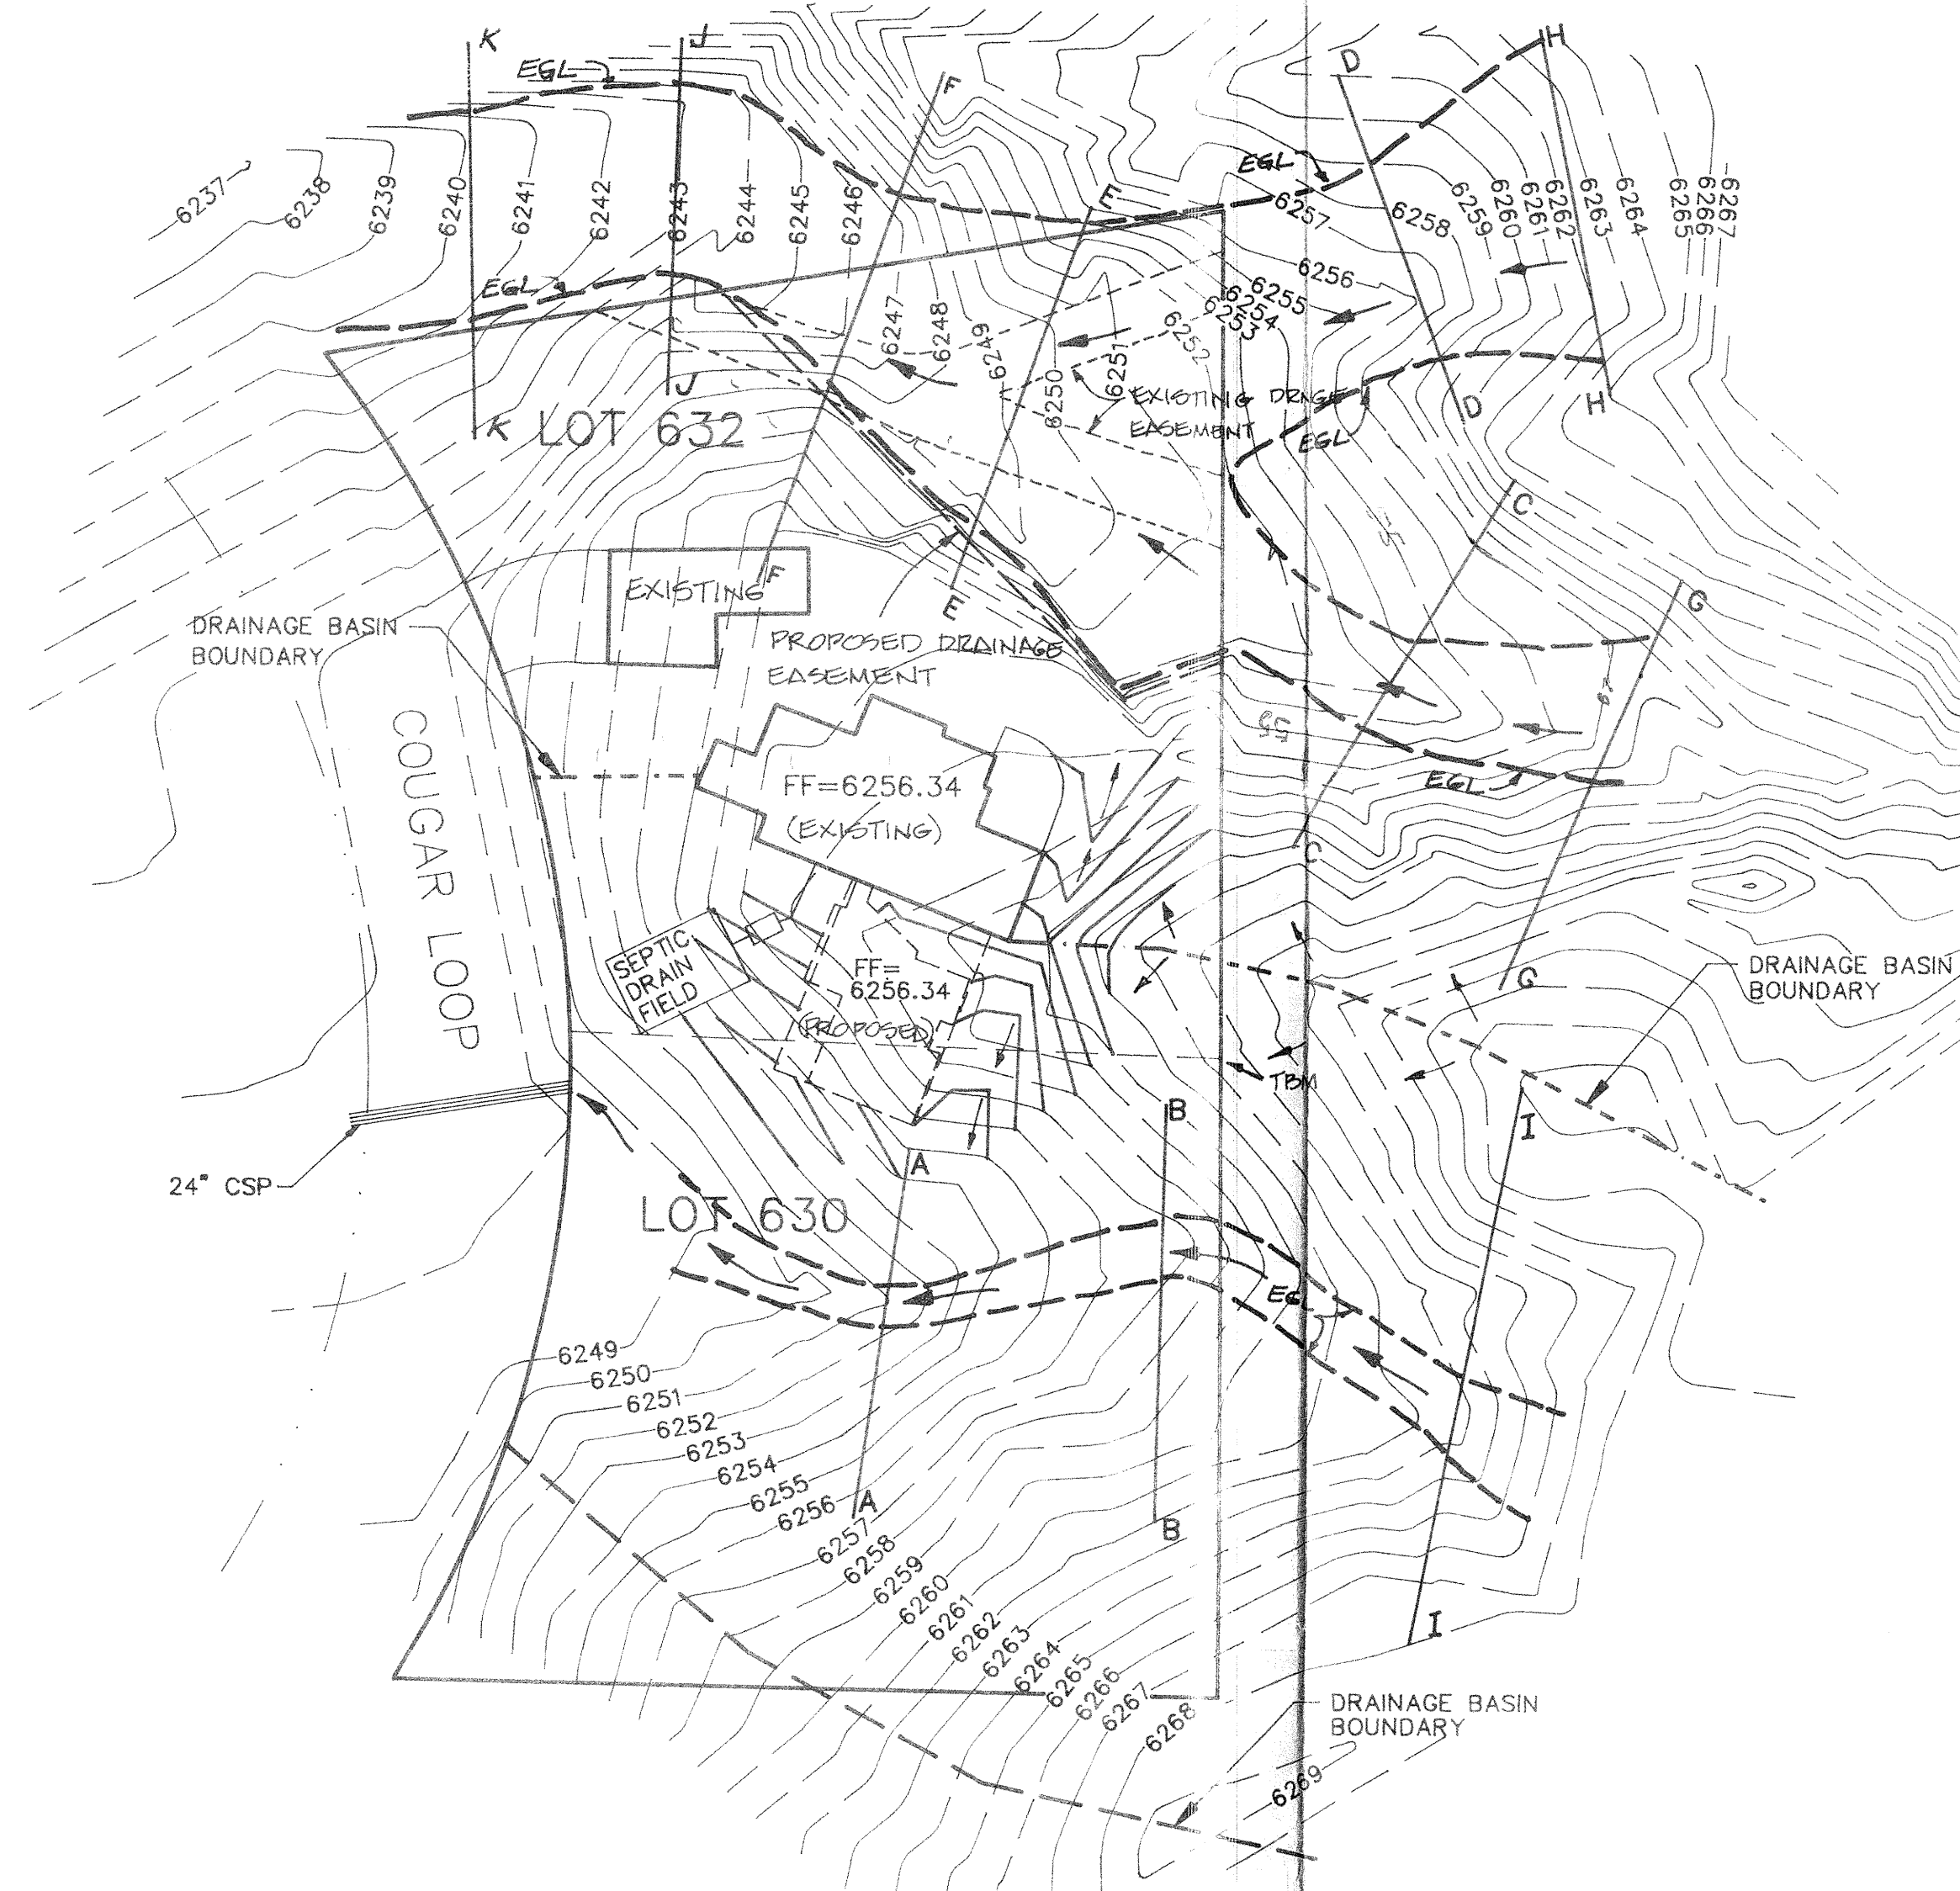 K
J
H
D
EGL
F
EGL
E
6237
6238
6239
6240
6241
6242
6243
6244
6245
6246
6257
6258
6259
6260
6261
6262
6263
6264
6265
6266
6267
6256
6255
6254
6253
EGL
6247
6248
6249
6250
6251
6252
J
K
LOT 632
EXISTING DRNGE
EASEMENT
D
H
EGL
C
EXISTING
F
E
G
DRAINAGE BASIN
BOUNDARY
PROPOSED DRAINAGE
EASEMENT
55
EGL
COUGAR LOOP
FF=6256.34
(EXISTING)
C
SEPTIC
DRAIN
FIELD
FF=
6256.34
(PROPOSED)
G
DRAINAGE BASIN
BOUNDARY
TBM
B
I
A
24" CSP
LOT 630
EGL
6249
6250
6251
6252
6253
6254
6255
6256
6257
6258
6259
6260
6261
6262
6263
6264
6265
6266
6267
6268
6269
A
B
I
DRAINAGE BASIN
BOUNDARY